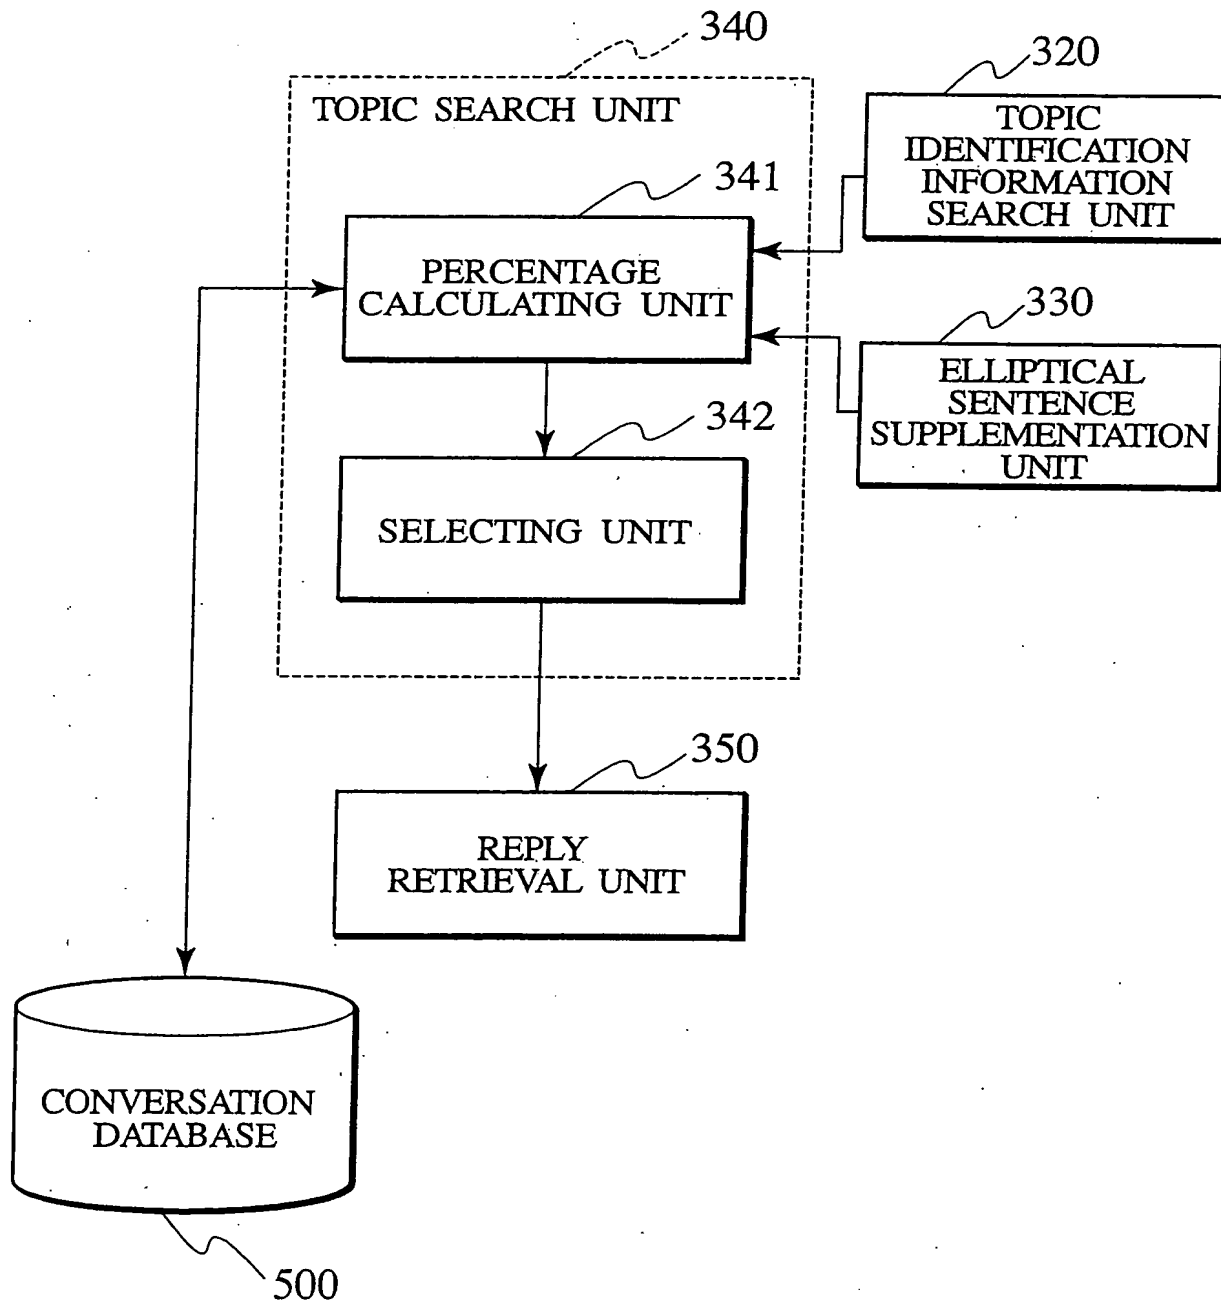 340
320
TOPIC SEARCH UNIT
TOPIC
IDENTIFICATION
INFORMATION
SEARCH UNIT
341
PERCENTAGE
CALCULATING UNIT
330
ELLIPTICAL
SENTENCE
SUPPLEMENTATION
UNIT
342
SELECTING UNIT
350
REPLY
RETRIEVAL UNIT
CONVERSATION
DATABASE
500